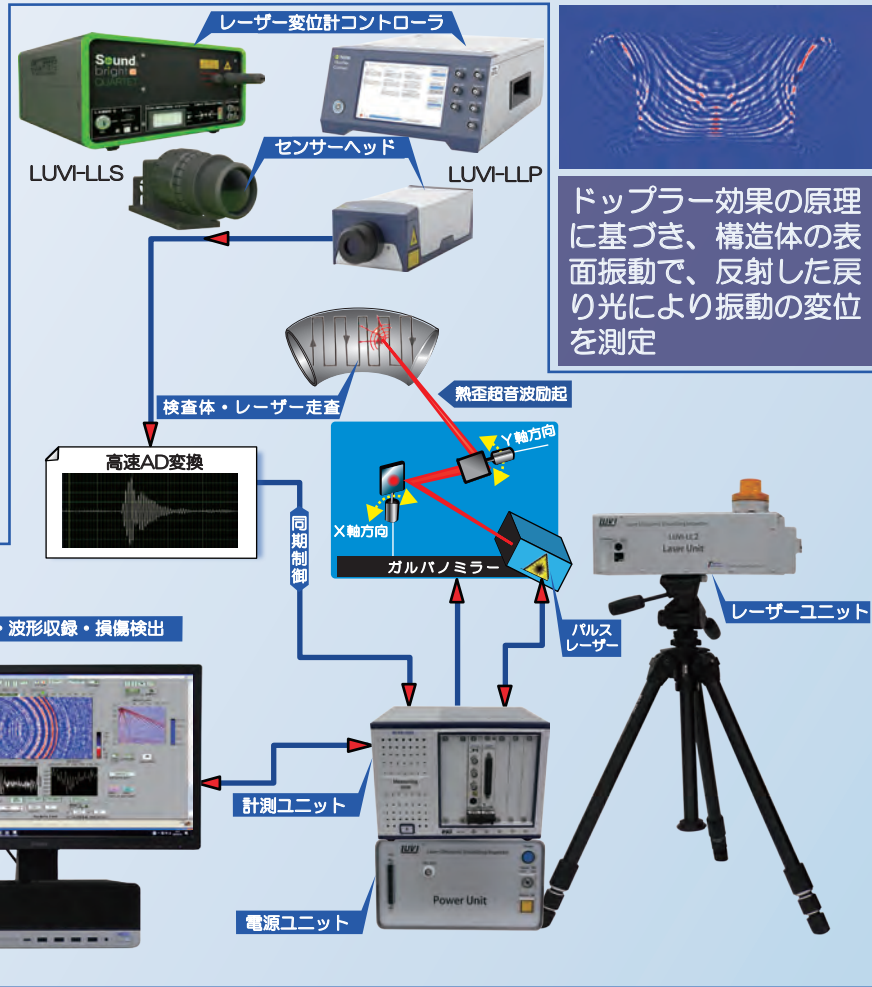 レーザー変位計コントローラ
Sound
bright
QUARTET
センサーヘッド
LUVI-LLS
LUVI-LLP
ドップラー効果の原理
に基づき、構造体の表
面振動で、反射した戻
り光により振動の変位
を測定
検査体・レーザー走査
熱歪超音波励起
高速AD変換
Y軸方向
X軸方向
同期制御
ガルバノミラー
パルス
レーザー
LUVI
LUVI-LL2
Laser Unit
レーザーユニット
・波形収録・損傷検出
計測ユニット
Measuring
Unit
LUVI
Power Unit
電源ユニット